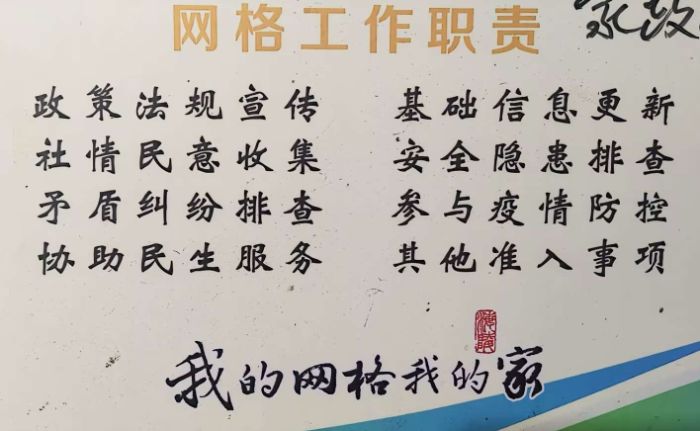 网格工作职责
政策法规宣传 基础信息更新
社情民意收集 安全隐患排查
矛盾纠纷排查 参与疫情防控
协助民生服务 其他准入事项
我的网格我的家